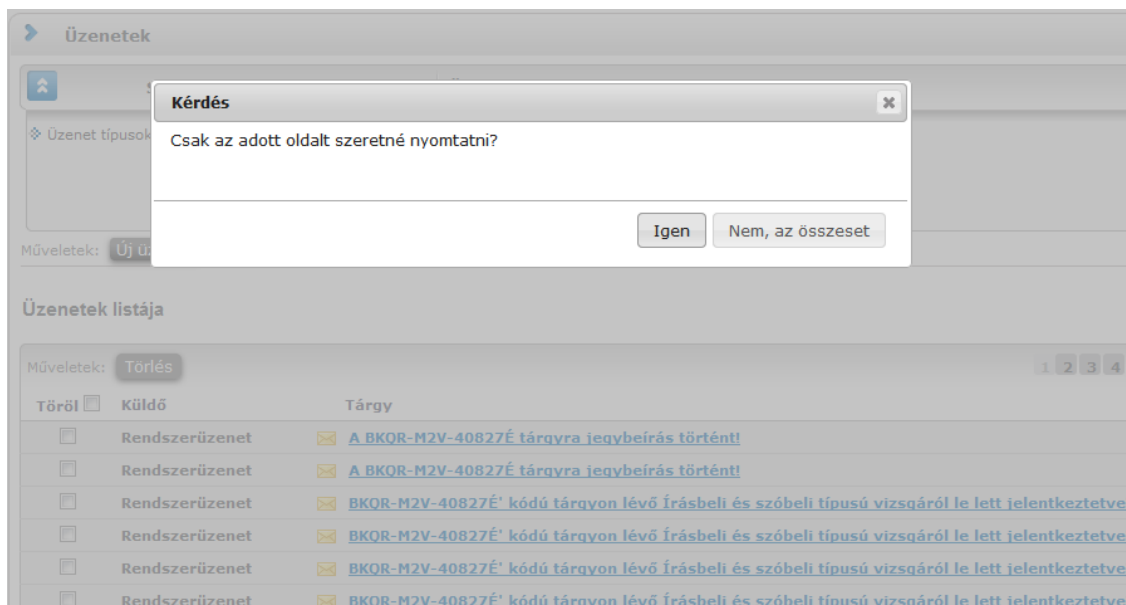 Üzenetek
Kérdés
Üzenet típusok
Csak az adott oldalt szeretné nyomtatni?
Igen Nem, az összeset
Műveletek: Új
Üzenetek listája
Műveletek: Törlés 1 2 3 4
Töröl Küldő Tárgy
Rendszerüzenet A BKQR-M2V-40827É tárgyra jegybeírás történt!
Rendszerüzenet A BKQR-M2V-40827É tárgyra jegybeírás történt!
Rendszerüzenet BKQR-M2V-40827É' kódú tárgyon lévő Írásbeli és szóbeli típusú vizsgáról le lett jelentkeztetve
Rendszerüzenet BKQR-M2V-40827É' kódú tárgyon lévő Írásbeli és szóbeli típusú vizsgáról le lett jelentkeztetve
Rendszerüzenet BKQR-M2V-40827É' kódú tárgyon lévő Írásbeli és szóbeli típusú vizsgáról le lett jelentkeztetve
Rendszerüzenet BKQR-M2V-40827É' kódú tárgyon lévő Írásbeli és szóbeli típusú vizsgáról le lett jelentkeztetve